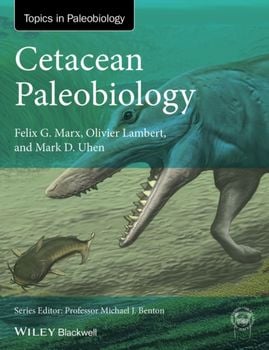 Topics in Paleobiology
Cetacean
Paleobiology
Felix G. Marx, Olivier Lambert,
and Mark D. Uhen
Series Editor: Professor Michael J. Benton
WILEY Blackwell